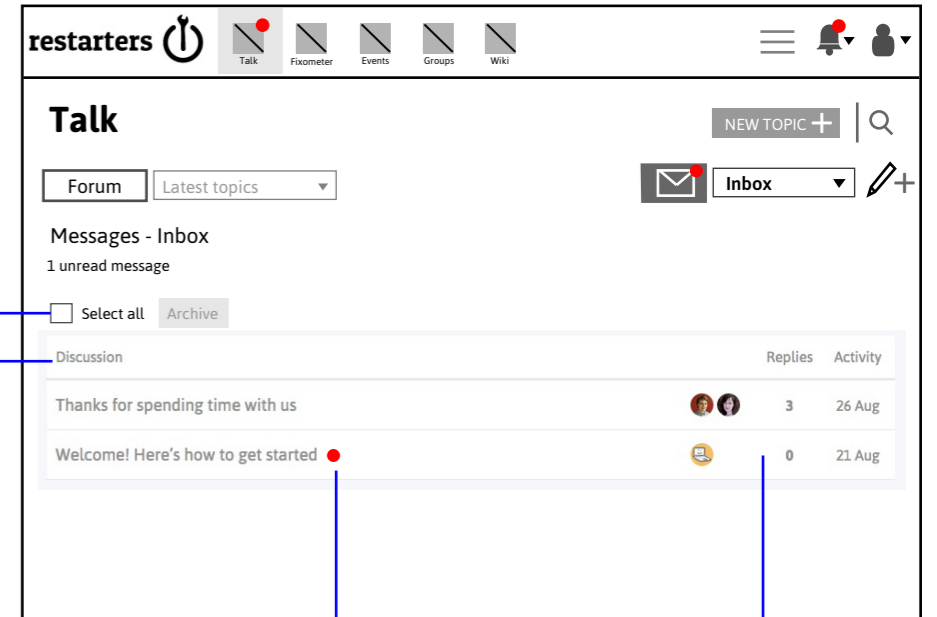 restarters
Talk Fixometer Events Groups Wiki
Talk
NEW TOPIC
Forum Latest topics
Inbox
Messages - Inbox
1 unread message
Select all Archive
Discussion Replies Activity
Thanks for spending time with us 3 26 Aug
Welcome! Here’s how to get started 0 21 Aug